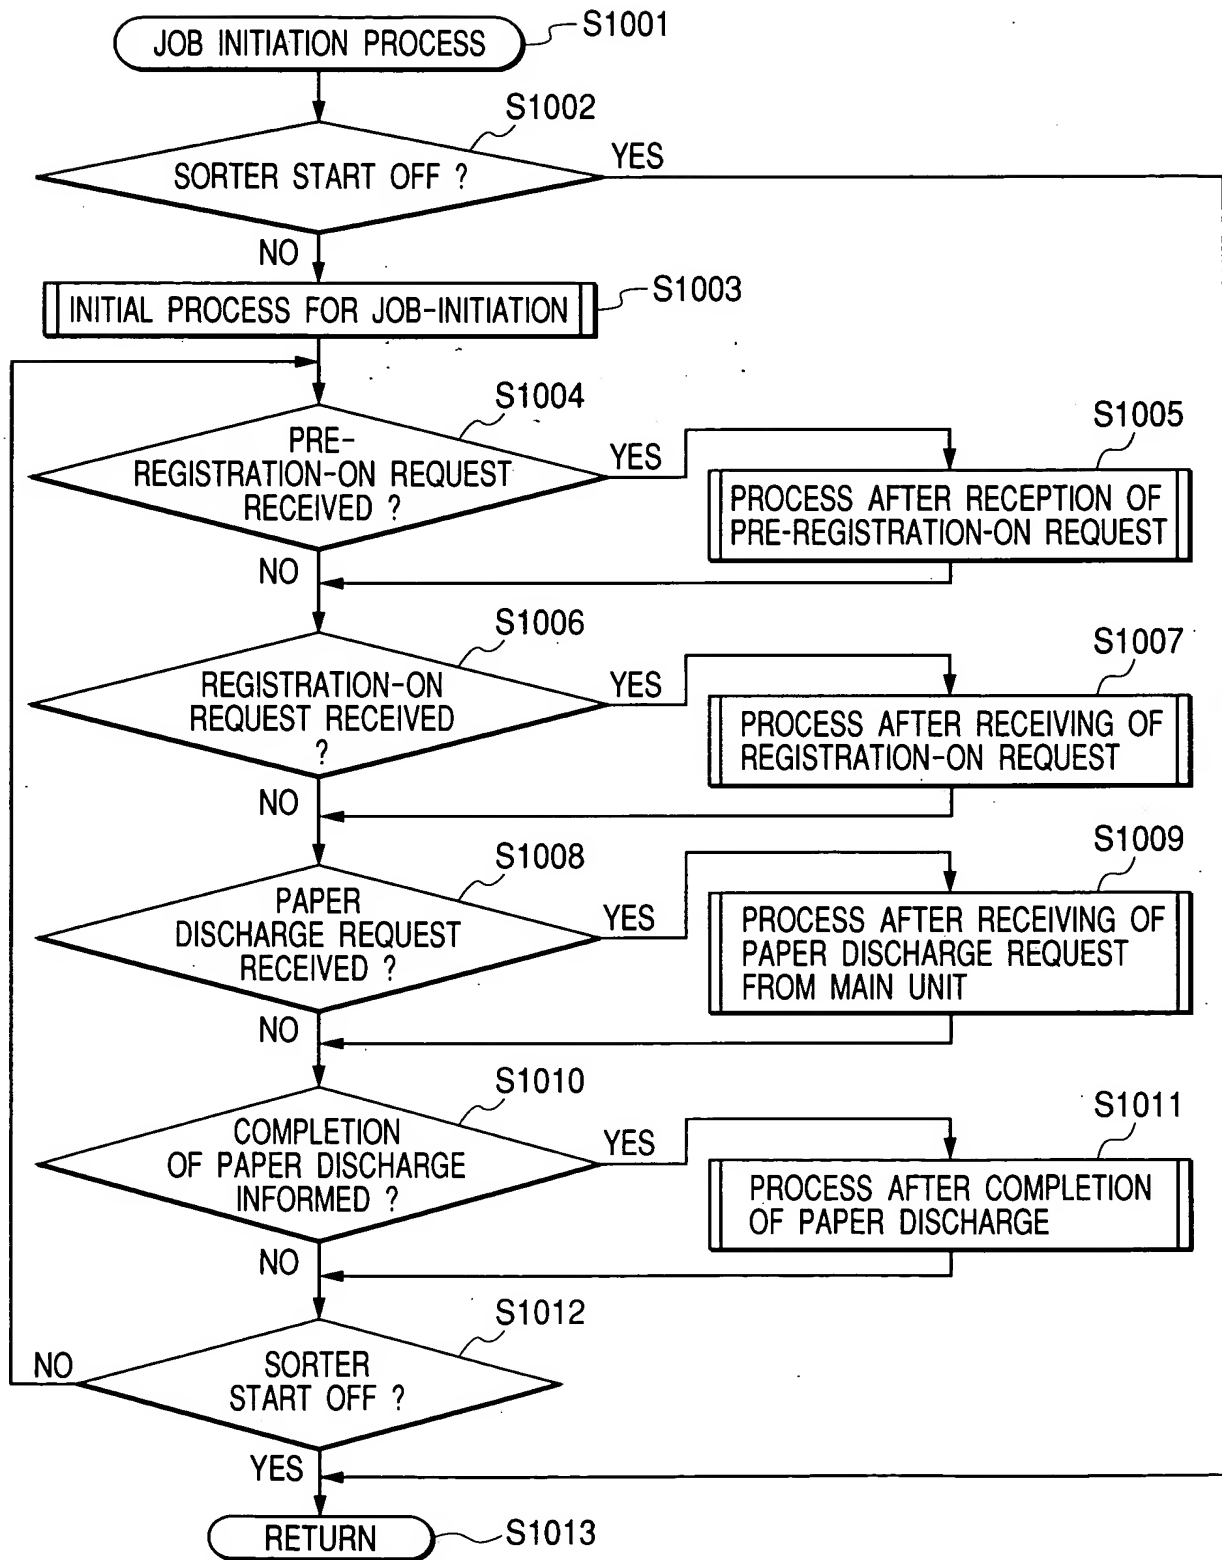 JOB INITIATION PROCESS
S1001
S1002
SORTER START OFF ?
YES
NO
INITIAL PROCESS FOR JOB-INITIATION
S1003
S1004
PRE-
REGISTRATION-ON REQUEST
RECEIVED ?
YES
S1005
PROCESS AFTER RECEPTION OF
PRE-REGISTRATION-ON REQUEST
NO
S1006
REGISTRATION-ON
REQUEST RECEIVED
?
YES
S1007
PROCESS AFTER RECEIVING OF
REGISTRATION-ON REQUEST
NO
S1008
PAPER
DISCHARGE REQUEST
RECEIVED ?
YES
S1009
PROCESS AFTER RECEIVING OF
PAPER DISCHARGE REQUEST
FROM MAIN UNIT
NO
S1010
COMPLETION
OF PAPER DISCHARGE
INFORMED ?
YES
S1011
PROCESS AFTER COMPLETION
OF PAPER DISCHARGE
NO
S1012
SORTER
START OFF ?
NO
YES
RETURN
S1013